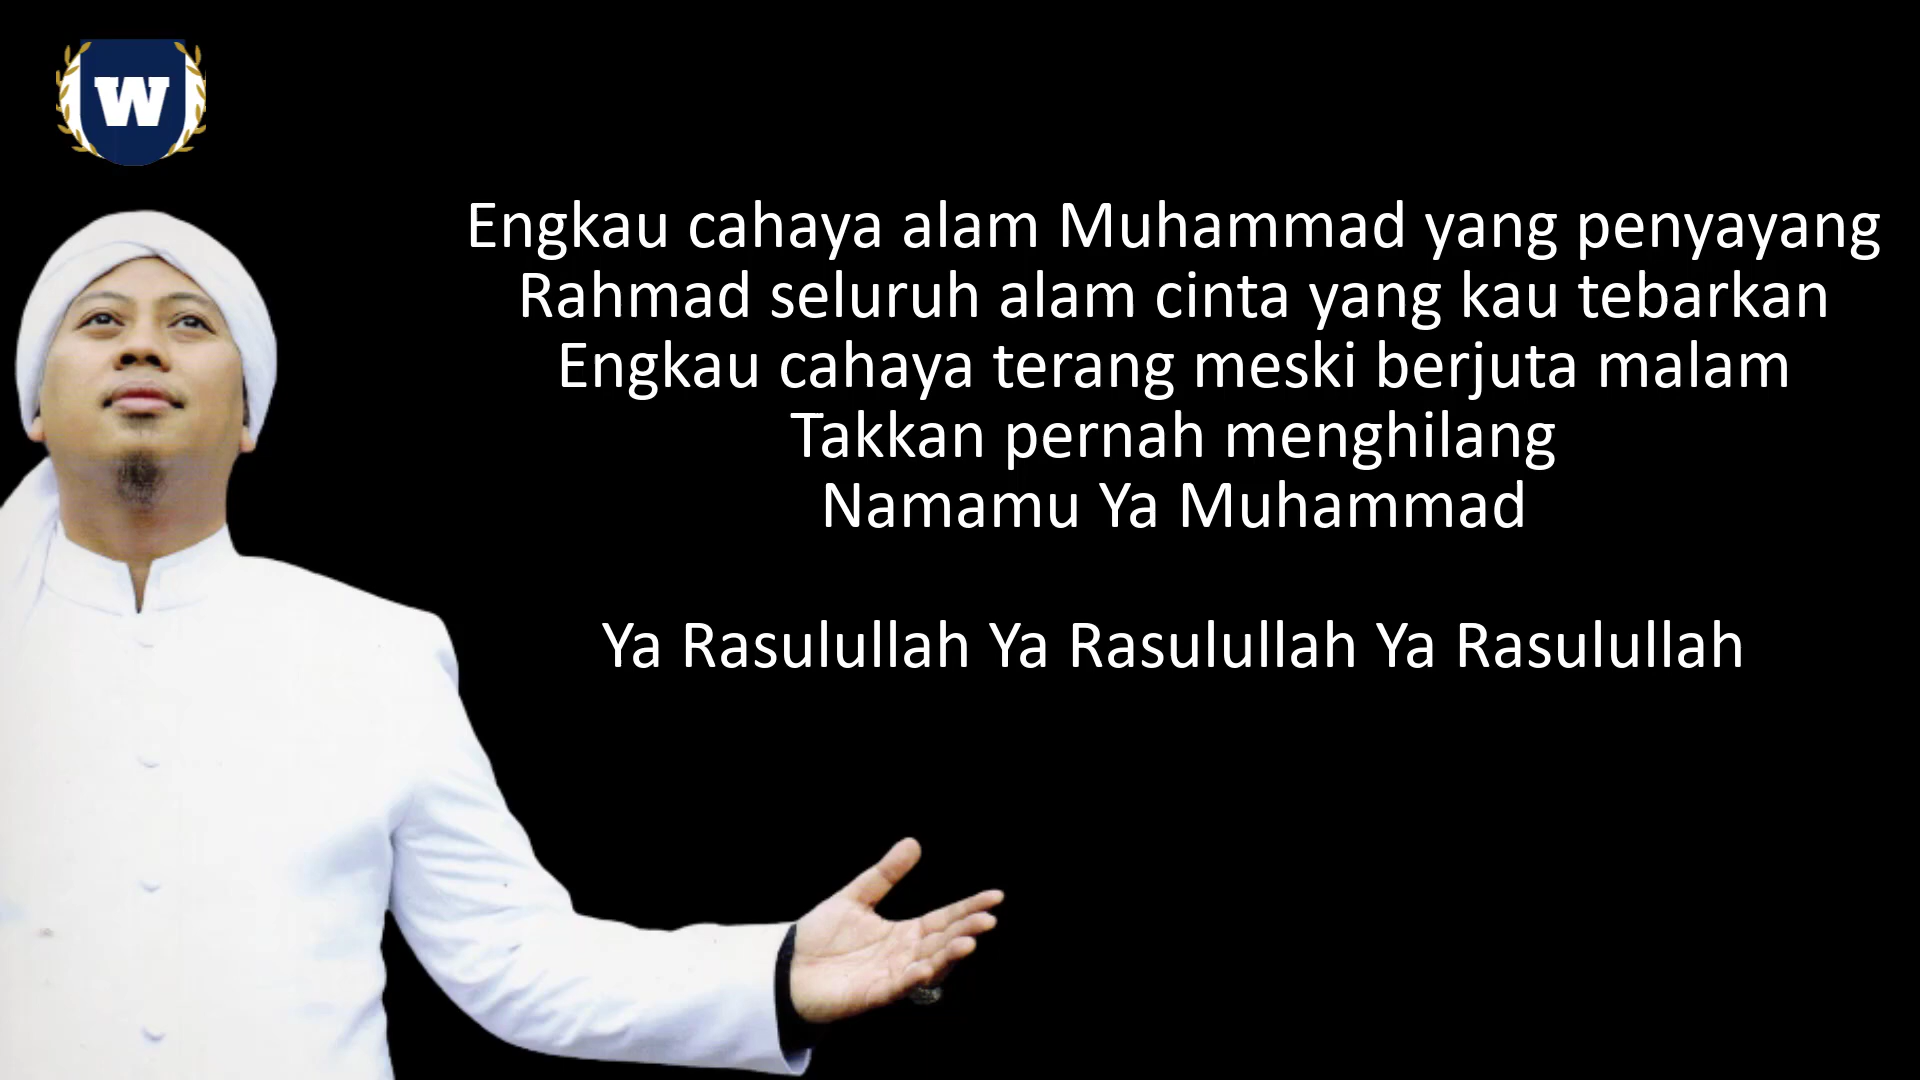 W
Engkau cahaya alam Muhammad yang penyayang
Rahmad seluruh alam cinta yang kau tebarkan
Engkau cahaya terang meski berjuta malam
Takkan pernah menghilang
Namamu Ya Muhammad
Ya Rasulullah Ya Rasulullah Ya Rasulullah